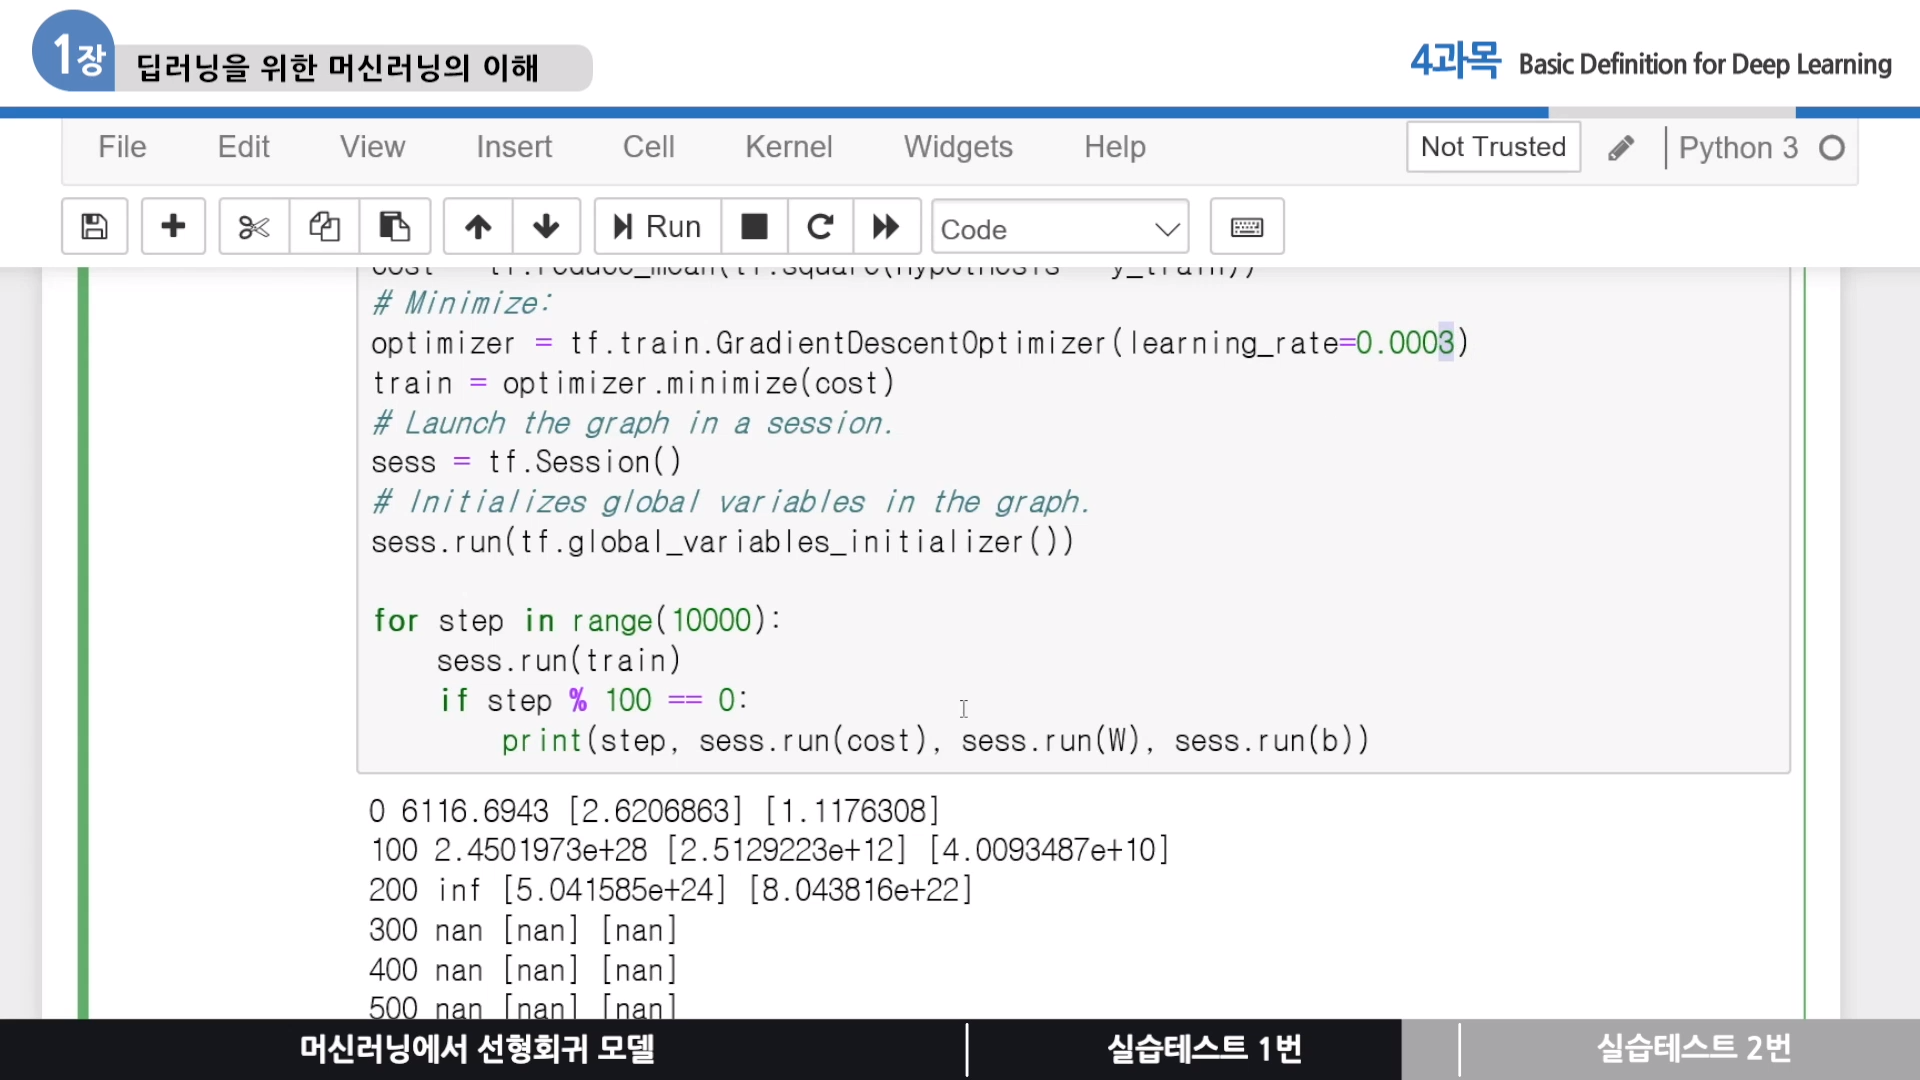 1장 딥러닝을 위한 머신러닝의 이해
4과목 Basic Definition for Deep Learning
File Edit View Insert Cell Kernel Widgets Help Not Trusted Python 3
Run Code
cost = tf.reduce_mean(tf.square(hypothesis - y_train))
# Minimize:
optimizer = tf.train.GradientDescentOptimizer(learning_rate=0.0003)
train = optimizer.minimize(cost)
# Launch the graph in a session.
sess = tf.Session()
# Initializes global variables in the graph.
sess.run(tf.global_variables_initializer())
for step in range(10000):
sess.run(train)
if step % 100 == 0:
print(step, sess.run(cost), sess.run(W), sess.run(b))
0 6116.6943 [2.6206863] [1.1176308]
100 2.4501973e+28 [2.5129223e+12] [4.0093487e+10]
200 inf [5.041585e+24] [8.043816e+22]
300 nan [nan] [nan]
400 nan [nan] [nan]
500 nan [nan] [nan]
머신러닝에서 선형회귀 모델 실습테스트 1번 실습테스트 2번